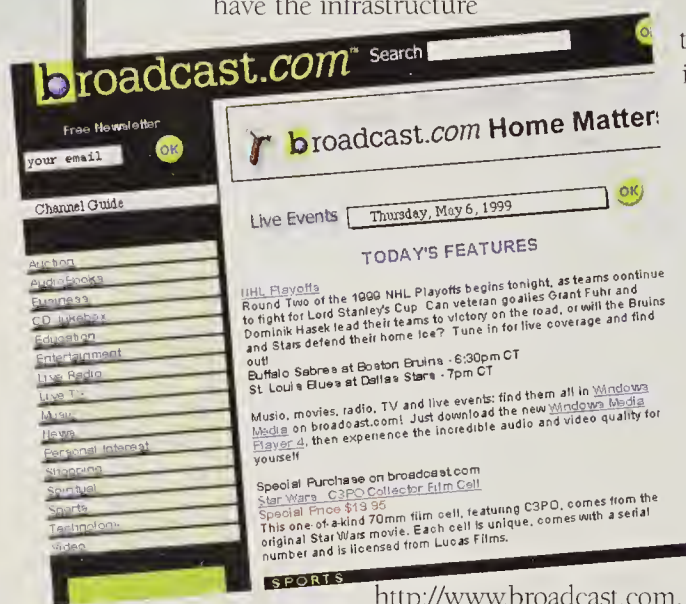 have the infrastructure
broadcast.com™ Search
Free Newsletter
your email OK
Channel Guide
Auction
AudioBooks
Business
CD Jukebox
Education
Entertainment
Live Radio
Live TV
Music
News
Personal Interest
Shopping
Spiritual
Sports
Technology
Video
broadcast.com Home Matters
Live Events Thursday, May 6, 1999 OK
TODAY'S FEATURES
NHL Playoffs
Round Two of the 1999 NHL Playoffs begins tonight, as teams continue
to fight for Lord Stanley's Cup Can veteran goalies Grant Fuhr and
Dominik Hasek lead their teams to victory on the road, or will the Bruins
and Stars defend their home ice? Tune in for live coverage and find
out!
Buffalo Sabres at Boston Bruins - 6:30pm CT
St. Louis Blues at Dallas Stars - 7pm CT
Music, movies, radio, TV and live events: find them all in Windows
Media on broadcast.com! Just download the new Windows Media
Player 4, then experience the incredible audio and video quality for
yourself
Special Purchase on broadcast.com
Star Wars C3PO Collector Film Cell
Special Price $19.95
This one-of-a-kind 70mm film cell, featuring C3PO, comes from the
original Star Wars movie. Each cell is unique, comes with a serial
number and is licensed from Lucas Films.
SPORTS
http://www.broadcast.com